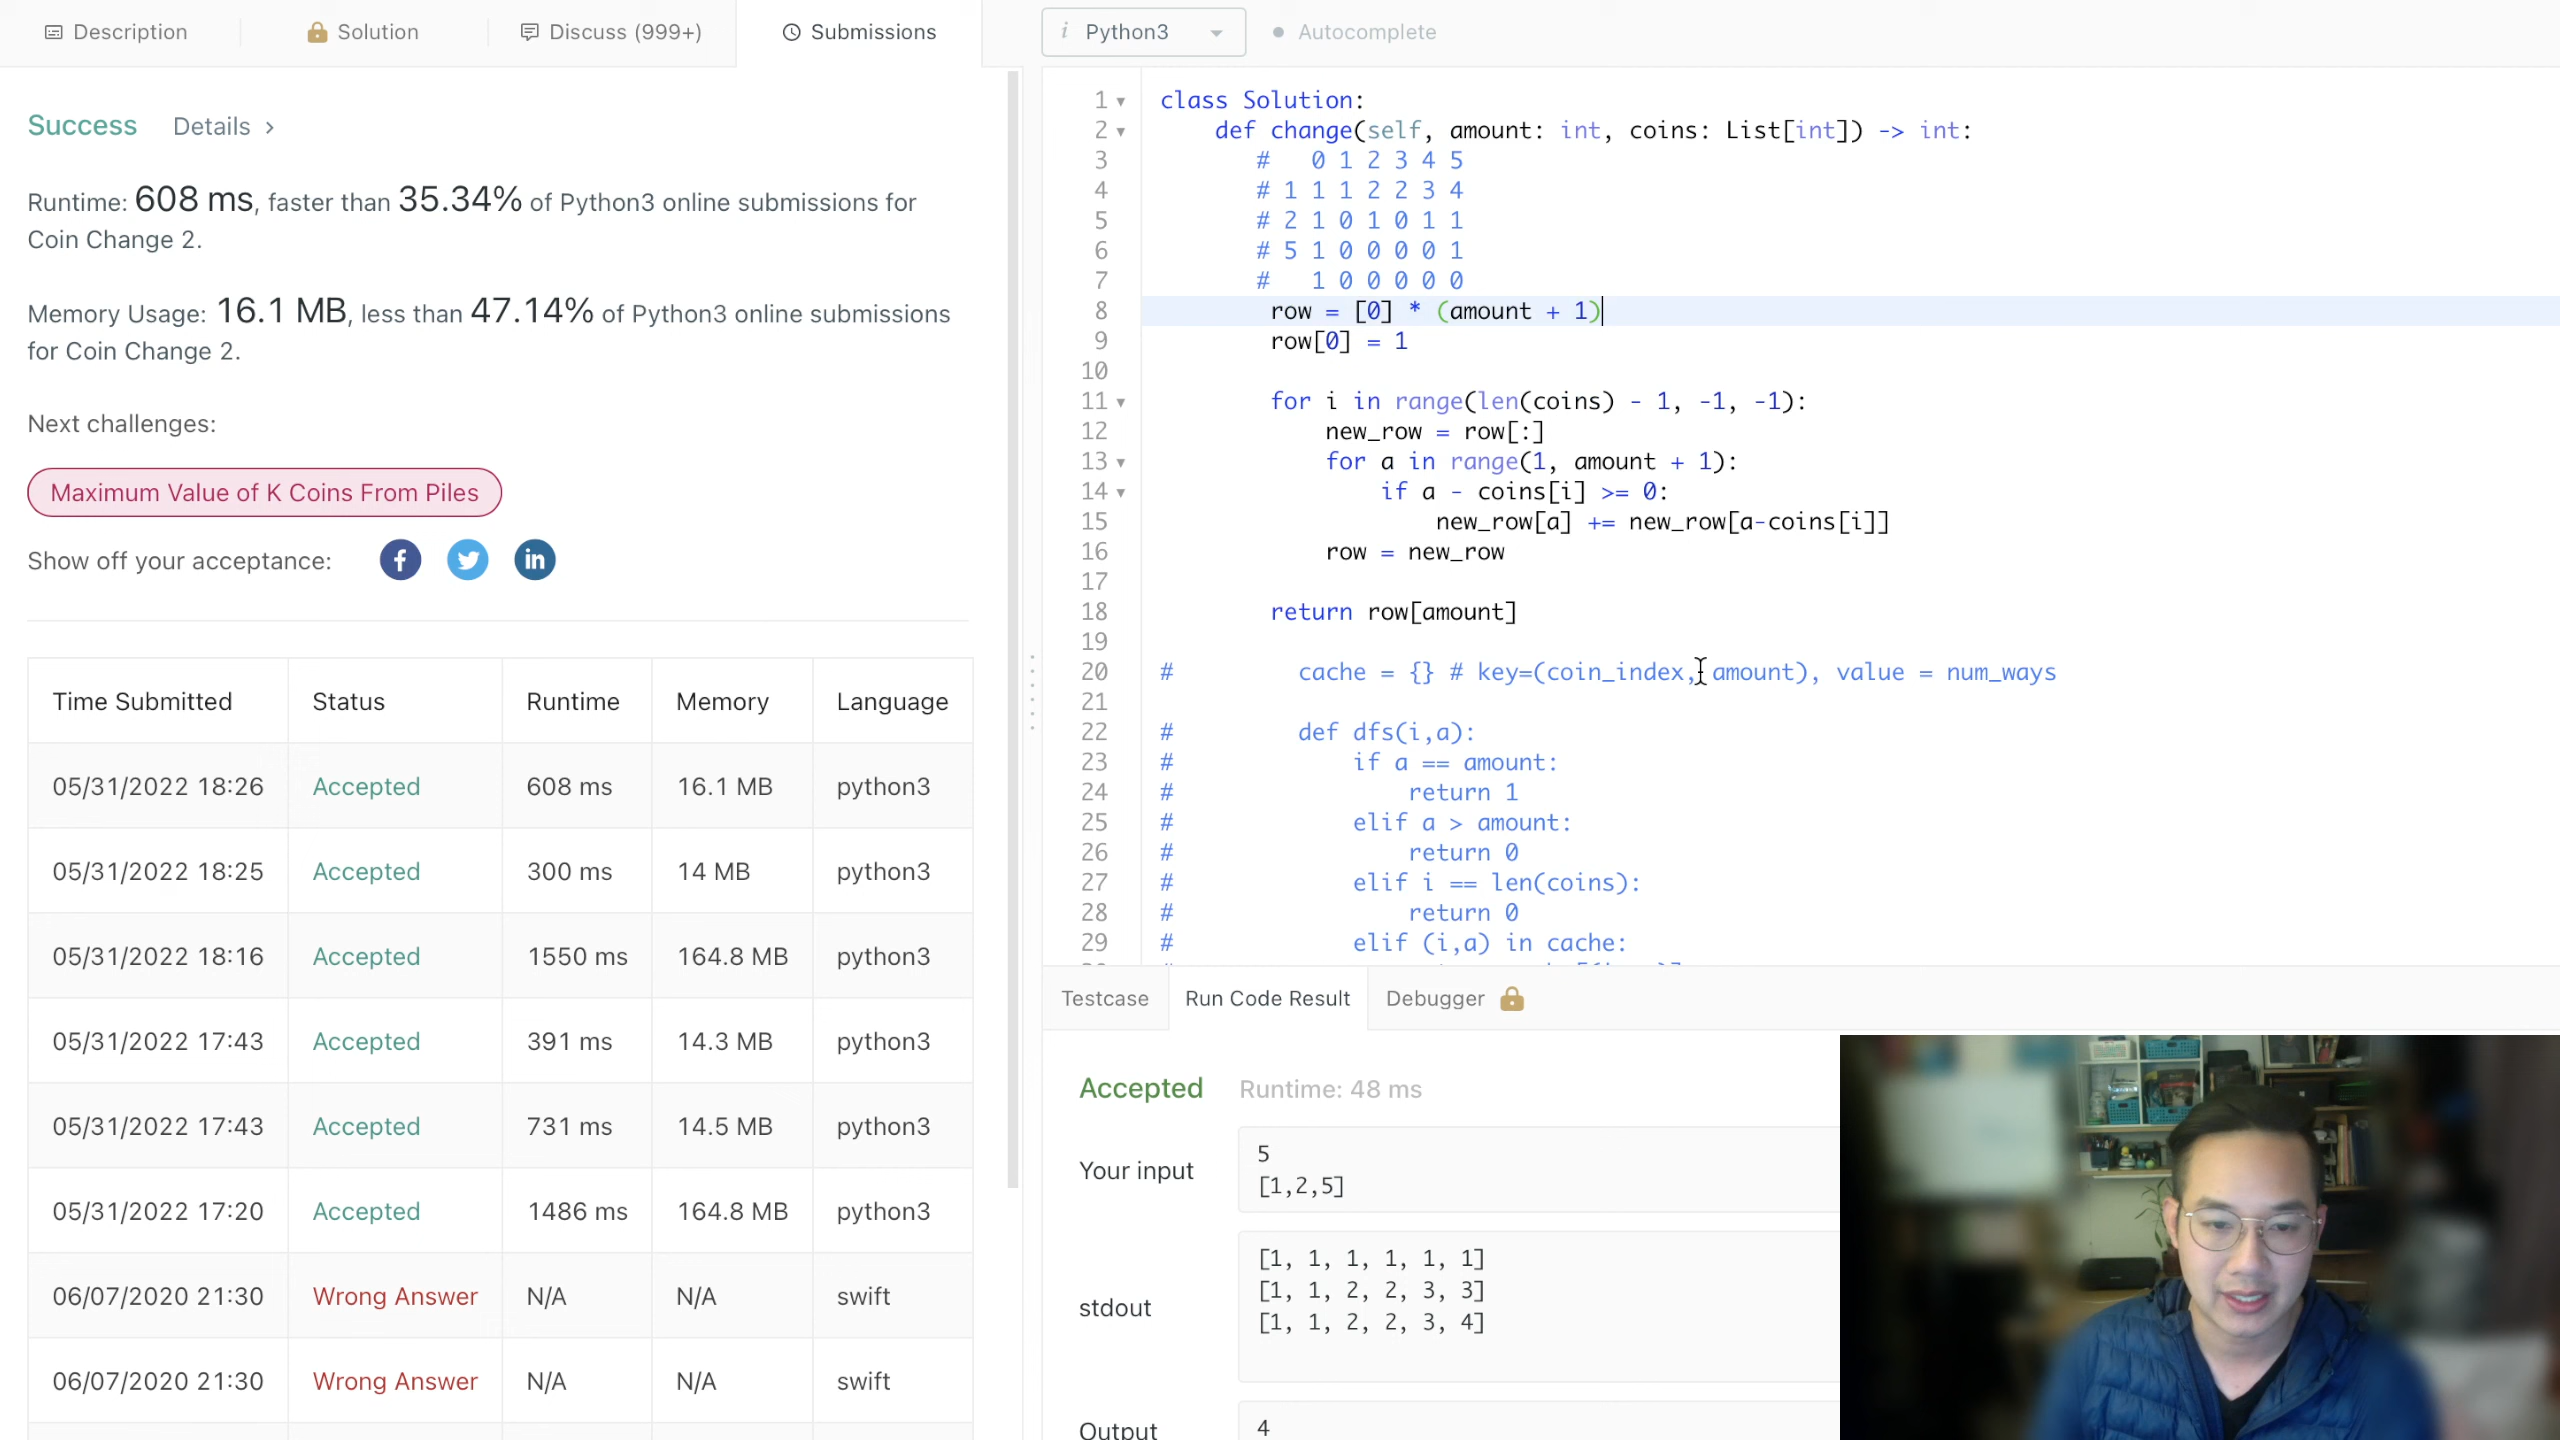 Description
Solution
Discuss (999+)
Submissions
Success Details >
Runtime: 608 ms, faster than 35.34% of Python3 online submissions for
Coin Change 2.
Memory Usage: 16.1 MB, less than 47.14% of Python3 online submissions
for Coin Change 2.
Next challenges:
Maximum Value of K Coins From Piles
Show off your acceptance:
Time Submitted Status Runtime Memory Language
05/31/2022 18:26 Accepted 608 ms 16.1 MB python3
05/31/2022 18:25 Accepted 300 ms 14 MB python3
05/31/2022 18:16 Accepted 1550 ms 164.8 MB python3
05/31/2022 17:43 Accepted 391 ms 14.3 MB python3
05/31/2022 17:43 Accepted 731 ms 14.5 MB python3
05/31/2022 17:20 Accepted 1486 ms 164.8 MB python3
06/07/2020 21:30 Wrong Answer N/A N/A swift
06/07/2020 21:30 Wrong Answer N/A N/A swift
i Python3
Autocomplete
1 class Solution:
2 def change(self, amount: int, coins: List[int]) -> int:
3 # 0 1 2 3 4 5
4 # 1 1 1 2 2 3 4
5 # 2 1 0 1 0 1 1
6 # 5 1 0 0 0 0 1
7 # 1 0 0 0 0 0
8 row = [0] * (amount + 1)
9 row[0] = 1
10
11 for i in range(len(coins) - 1, -1, -1):
12 new_row = row[:]
13 for a in range(1, amount + 1):
14 if a - coins[i] >= 0:
15 new_row[a] += new_row[a-coins[i]]
16 row = new_row
17
18 return row[amount]
19
20 # cache = {} # key=(coin_index, amount), value = num_ways
21
22 # def dfs(i,a):
23 # if a == amount:
24 # return 1
25 # elif a > amount:
26 # return 0
27 # elif i == len(coins):
28 # return 0
29 # elif (i,a) in cache:
Testcase
Run Code Result
Debugger
Accepted Runtime: 48 ms
Your input
5
[1,2,5]
stdout
[1, 1, 1, 1, 1, 1]
[1, 1, 2, 2, 3, 3]
[1, 1, 2, 2, 3, 4]
Output
4